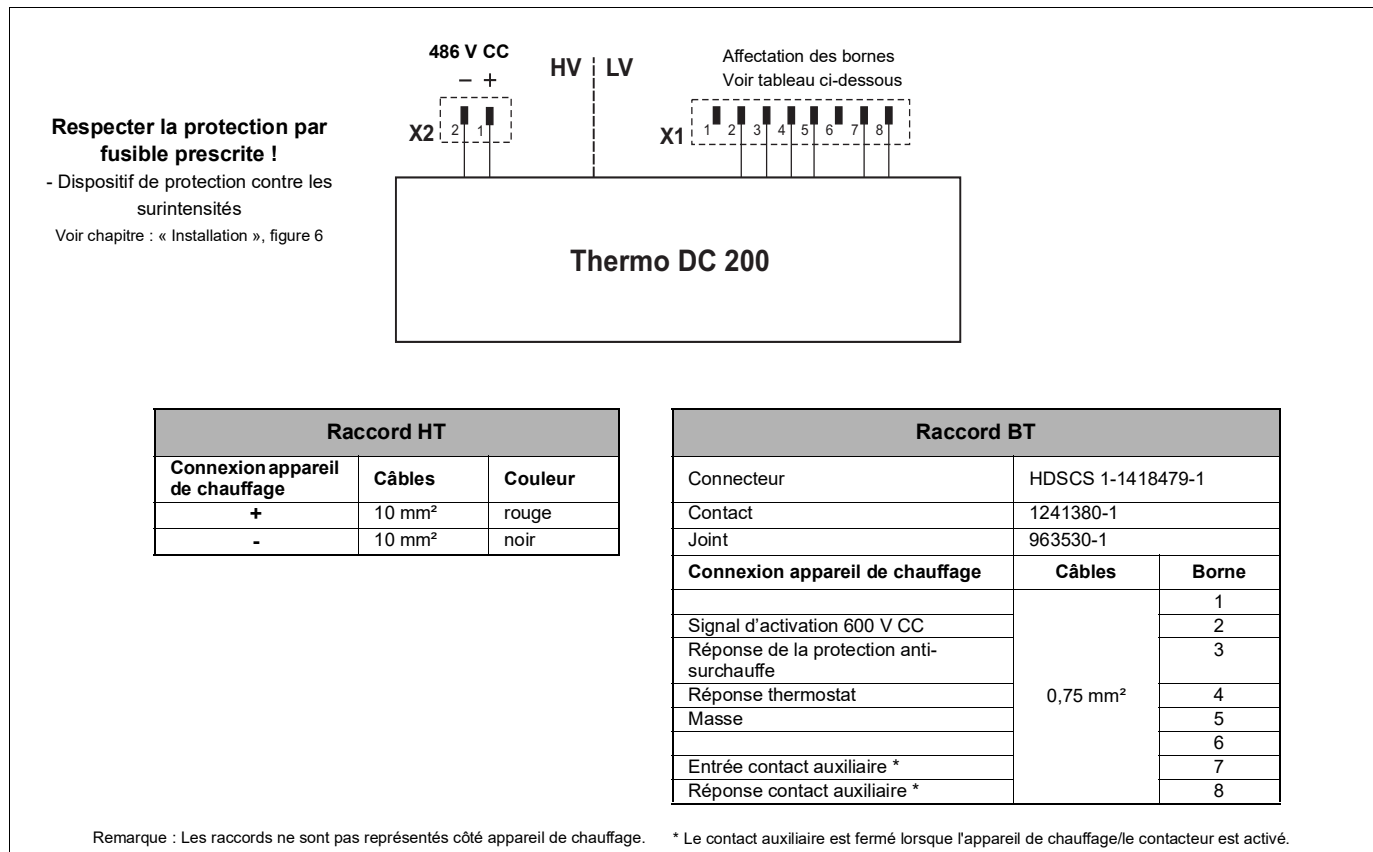 486 V CC
HV LV
Affectation des bornes
Voir tableau ci-dessous
− +
Respecter la protection par
fusible prescrite !
- Dispositif de protection contre les
surintensités
Voir chapitre : « Installation », figure 6
X2 2 1
X1 1 2 3 4 5 6 7 8
Thermo DC 200
Raccord HT
Connexion appareil
de chauffage
Câbles
Couleur
+ 10 mm² rouge
- 10 mm² noir
Raccord BT
Connecteur HDSCS 1-1418479-1
Contact 1241380-1
Joint 963530-1
Connexion appareil de chauffage Câbles Borne
1
Signal d'activation 600 V CC 2
Réponse de la protection anti-
surchauffe
3
Réponse thermostat 0,75 mm² 4
Masse 5
6
Entrée contact auxiliaire * 7
Réponse contact auxiliaire * 8
Remarque : Les raccords ne sont pas représentés côté appareil de chauffage.
* Le contact auxiliaire est fermé lorsque l'appareil de chauffage/le contacteur est activé.